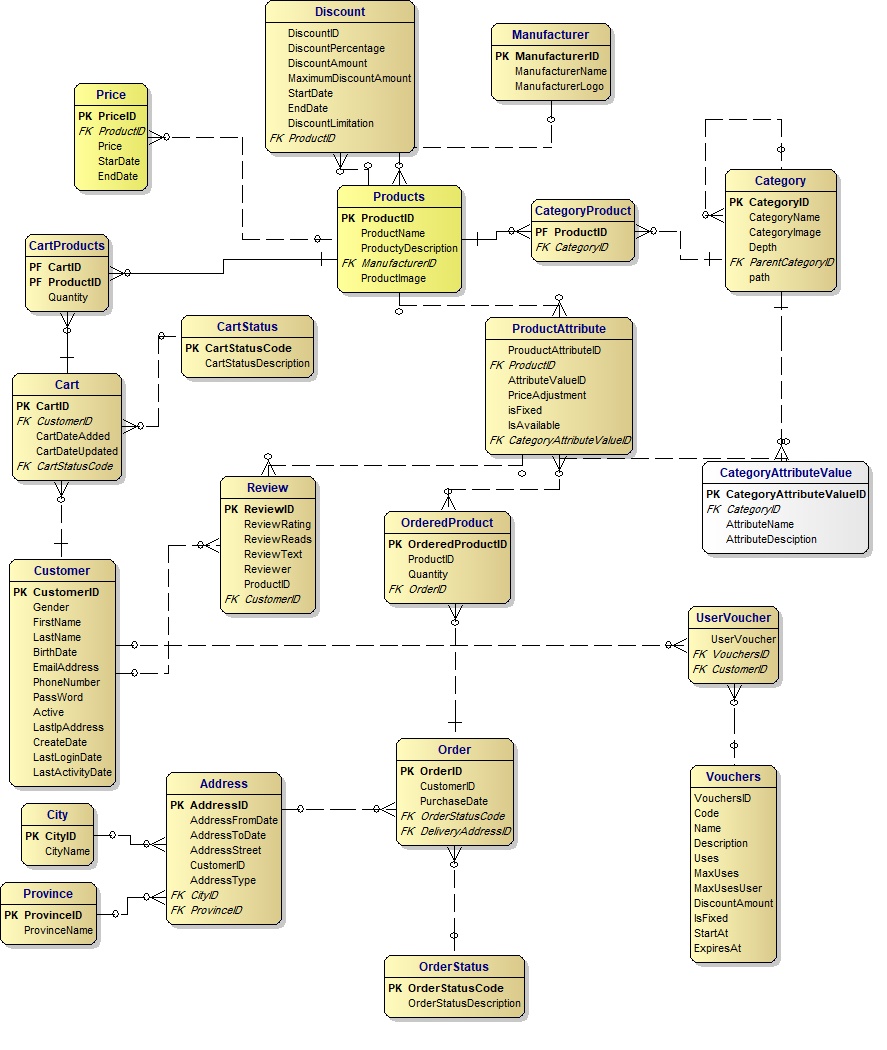 Discount
DiscountID
DiscountPercentage
DiscountAmount
MaximumDiscountAmount
StartDate
EndDate
DiscountLimitation
FK ProductID
Manufacturer
PK ManufacturerID
ManufacturerName
ManufacturerLogo
Price
PK PriceID
FK ProductID
Price
StarDate
EndDate
Products
PK ProductID
ProductName
ProductyDescription
FK ManufacturerID
ProductImage
CategoryProduct
PF ProductID
FK CategoryID
Category
PK CategoryID
CategoryName
CategoryImage
Depth
FK ParentCategoryID
path
CartProducts
PF CartID
PF ProductID
Quantity
CartStatus
PK CartStatusCode
CartStatusDescription
ProductAttribute
ProuductAttributeID
FK ProductID
AttributeValueID
PriceAdjustment
isFixed
IsAvailable
FK CategoryAttributeValueID
Cart
PK CartID
FK CustomerID
CartDateAdded
CartDateUpdated
FK CartStatusCode
CategoryAttributeValue
PK CategoryAttributeValueID
FK CategoryID
AttributeName
AttributeDesciption
Review
PK ReviewID
ReviewRating
ReviewReads
ReviewText
Reviewer
ProductID
FK CustomerID
OrderedProduct
PK OrderedProductID
ProductID
Quantity
FK OrderID
Customer
PK CustomerID
Gender
FirstName
LastName
BirthDate
EmailAddress
PhoneNumber
PassWord
Active
LastIpAddress
CreateDate
LastLoginDate
LastActivityDate
UserVoucher
UserVoucher
FK VouchersID
FK CustomerID
Order
PK OrderID
CustomerID
PurchaseDate
FK OrderStatusCode
FK DeliveryAddressID
Vouchers
VouchersID
Code
Name
Description
Uses
MaxUses
MaxUsesUser
DiscountAmount
IsFixed
StartAt
ExpiresAt
Address
PK AddressID
AddressFromDate
AddressToDate
AddressStreet
CustomerID
AddressType
FK CityID
FK ProvinceID
City
PK CityID
CityName
Province
PK ProvinceID
ProvinceName
OrderStatus
PK OrderStatusCode
OrderStatusDescription